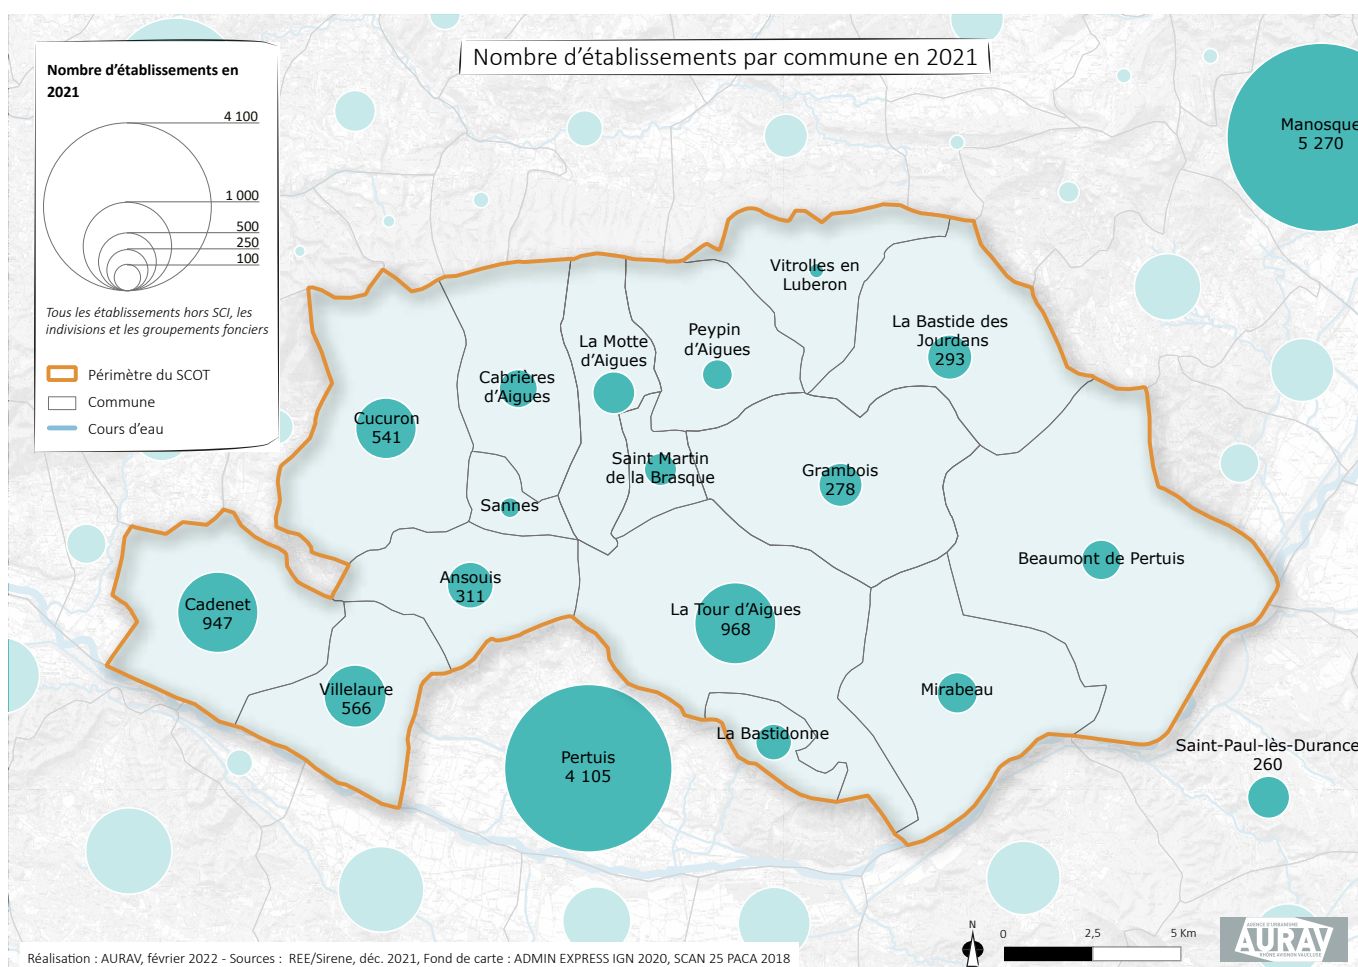 Nombre d'établissements par commune en 2021
Nombre d'établissements en
2021
4 100
1 000
500
250
100
Tous les établissements hors SCI, les
indivisions et les groupements fonciers
Périmètre du SCOT
Commune
Cours d'eau
Manosque
5 270
Vitrolles en
Luberon
La Bastide des
Jourdans
293
Peypin
d'Aigues
La Motte
d'Aigues
Cabrières
d'Aigues
Cucuron
541
Saint Martin
de la Brasque
Grambois
278
Sannes
Beaumont de Pertuis
Ansouis
311
Cadenet
947
La Tour d'Aigues
968
Villelaure
566
Mirabeau
La Bastidonne
Pertuis
4 105
Saint-Paul-lès-Durance
260
N
0 2,5 5 Km
AGENCE D'URBANISME
AURAV
RHÔNE AVIGNON VAUCLUSE
Réalisation : AURAV, février 2022 - Sources : REE/Sirene, déc. 2021, Fond de carte : ADMIN EXPRESS IGN 2020, SCAN 25 PACA 2018